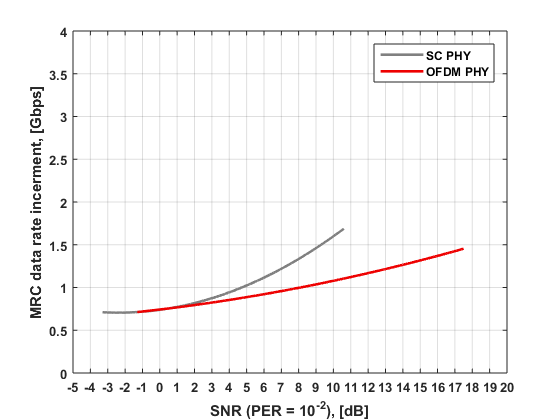 4
3.5
3
2.5
2
1.5
1
0.5
0
MRC data rate incerment, [Gbps]
SC PHY
OFDM PHY
-5 -4 -3 -2 -1 0 1 2 3 4 5 6 7 8 9 10 11 12 13 14 15 16 17 18 19 20
SNR (PER = 10^-2), [dB]